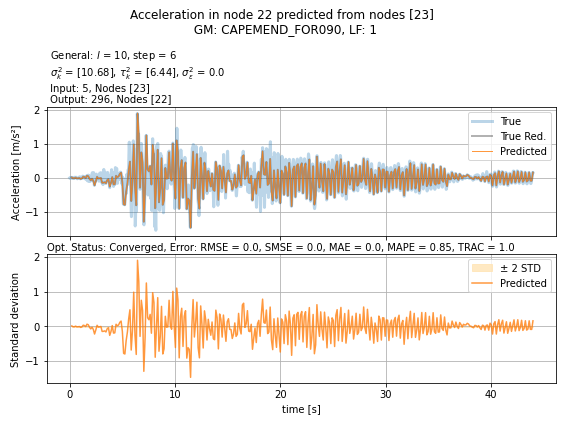 Acceleration in node 22 predicted from nodes [23]
GM: CAPEMEND_FOR090, LF: 1
General: l = 10, step = 6
σ²ₖ = [10.68], τ²ₖ = [6.44], σ²ε = 0.0
Input: 5, Nodes [23]
Output: 296, Nodes [22]
2
1
0
−1
Acceleration [m/s²]
True
True Red.
Predicted
Opt. Status: Converged, Error: RMSE = 0.0, SMSE = 0.0, MAE = 0.0, MAPE = 0.85, TRAC = 1.0
2
1
0
−1
Standard deviation
± 2 STD
Predicted
0 10 20 30 40
time [s]